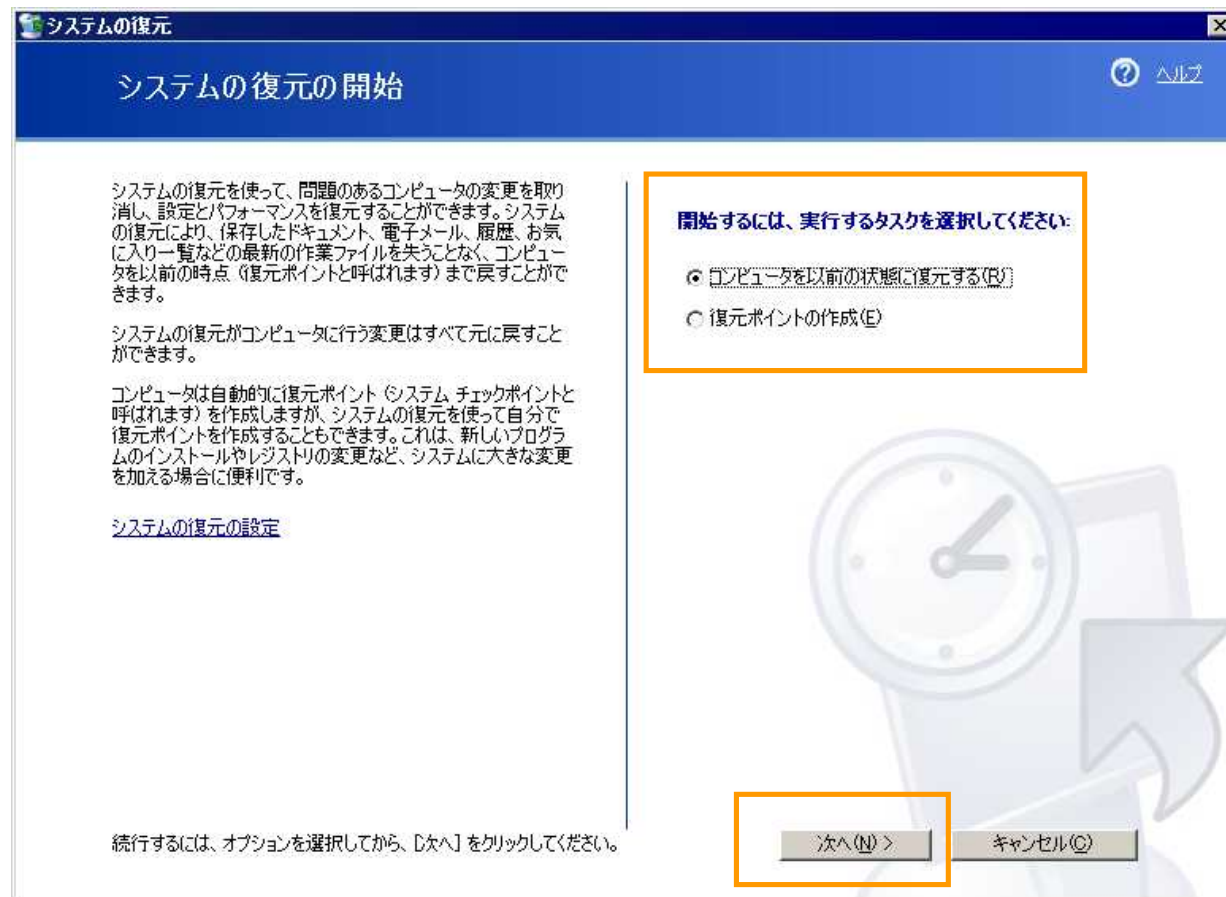 システムの復元
システムの復元の開始
ヘルプ
システムの復元を使って、問題のあるコンピュータの変更を取り
消し、設定とパフォーマンスを復元することができます。システム
の復元により、保存したドキュメント、電子メール、履歴、お気
に入り一覧などの最新の作業ファイルを失うことなく、コンピュー
タを以前の時点 (復元ポイントと呼ばれます) まで戻すことがで
きます。
システムの復元がコンピュータに行う変更はすべて元に戻すこと
ができます。
コンピュータは自動的に復元ポイント (システム チェックポイントと
呼ばれます) を作成しますが、システムの復元を使って自分で
復元ポイントを作成することもできます。これは、新しいプログラ
ムのインストールやレジストリの変更など、システムに大きな変更
を加える場合に便利です。
システムの復元の設定
開始するには、実行するタスクを選択してください:
コンピュータを以前の状態に復元する(R)
復元ポイントの作成(E)
続行するには、オプションを選択してから、[次へ] をクリックしてください。
次へ(N) >
キャンセル(C)